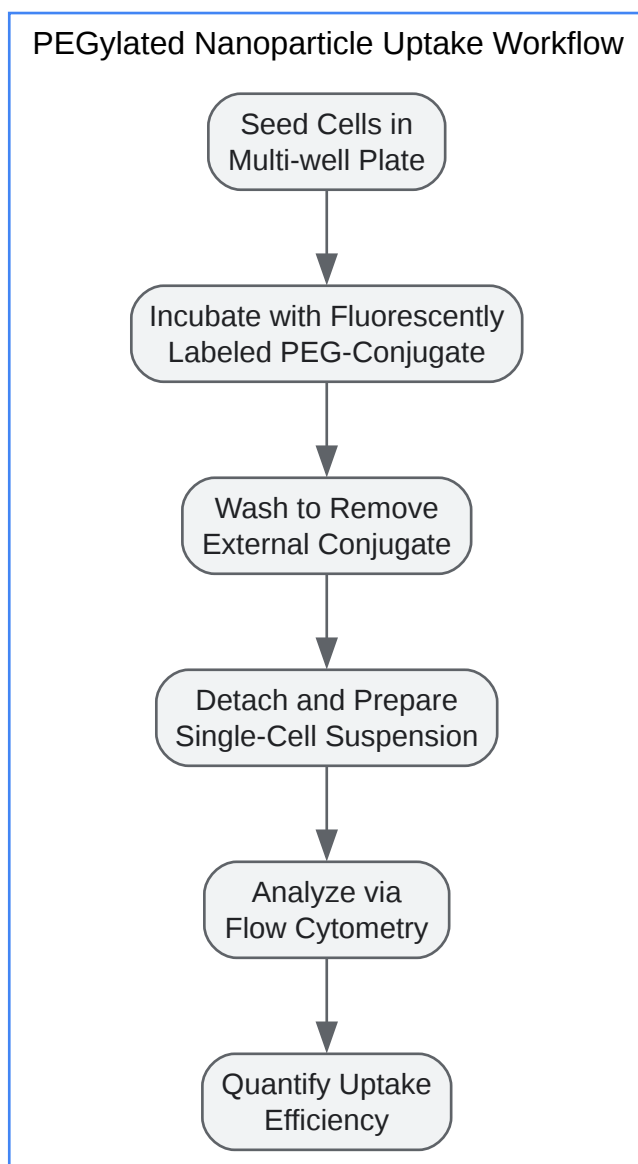 PEGylated Nanoparticle Uptake Workflow
Seed Cells in
Multi-well Plate
Incubate with Fluorescently
Labeled PEG-Conjugate
Wash to Remove
External Conjugate
Detach and Prepare
Single-Cell Suspension
Analyze via
Flow Cytometry
Quantify Uptake
Efficiency